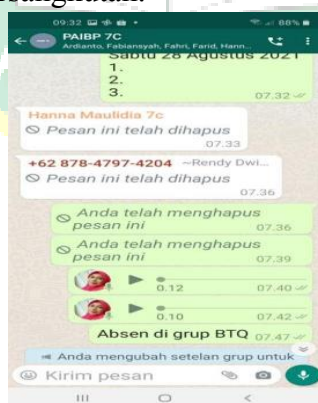 09:32
88%
PAIBP 7C
Ardianto, Fabiansyah, Fahri, Farid, Hann...
Sabtu 28 Agustus 2021
1.
2.
3.
07.32
Hanna Maulidia 7c
Pesan ini telah dihapus
07.33
+62 878-4797-4204 ~Rendy Dwi...
Pesan ini telah dihapus
07.36
Anda telah menghapus
pesan ini 07.36
Anda telah menghapus
pesan ini 07.39
0.12 07.40
0.10 07.42
Absen di grup BTQ 07.47
Anda mengubah setelan grup untuk
Kirim pesan